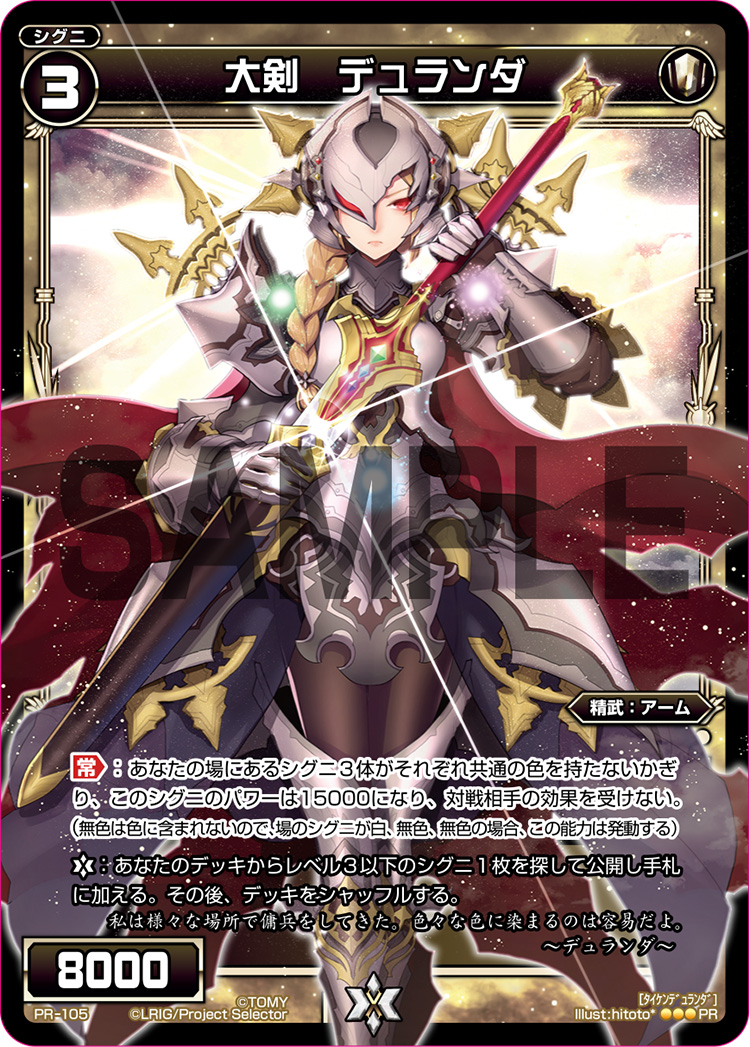 シグニ
3
大剣　デュランダ
SAMPLE
精武：アーム
常：あなたの場にあるシグニ３体がそれぞれ共通の色を持たないかぎ
り、このシグニのパワーは15000になり、対戦相手の効果を受けない。
（無色は色に含まれないので、場のシグニが白、無色、無色の場合、この能力は発動する）
：あなたのデッキからレベル３以下のシグニ１枚を探して公開し手札
に加える。その後、デッキをシャッフルする。
私は様々な場所で傭兵をしてきた。色々な色に染まるのは容易だよ。
～デュランダ～
8000
PR-105
©TOMY
©LRIG/Project Selector
[ﾀｲｹﾝﾃﾞｭﾗﾝﾀﾞ]
Illust:hitoto* PR